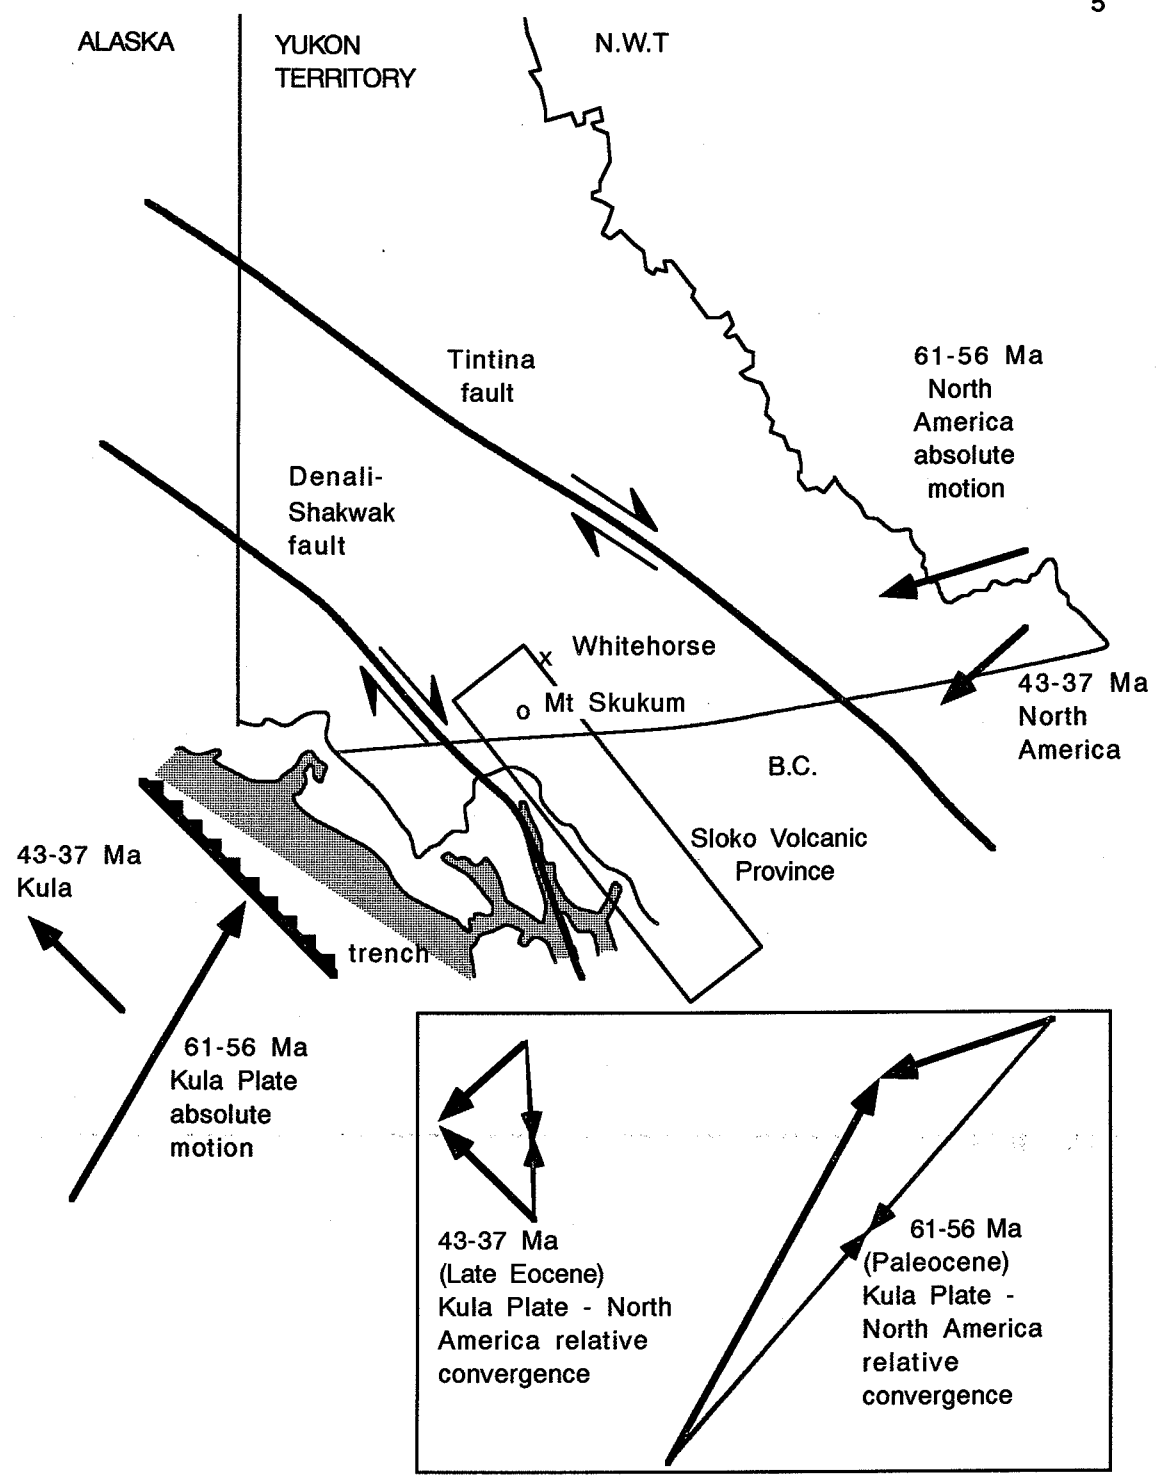 5
ALASKA
YUKON
TERRITORY
N.W.T
Tintina
fault
61-56 Ma
North
America
absolute
motion
Denali-
Shakwak
fault
x Whitehorse
o Mt Skukum
43-37 Ma
North
America
B.C.
Sloko Volcanic
Province
43-37 Ma
Kula
trench
61-56 Ma
Kula Plate
absolute
motion
43-37 Ma
(Late Eocene)
Kula Plate - North
America relative
convergence
61-56 Ma
(Paleocene)
Kula Plate -
North America
relative
convergence